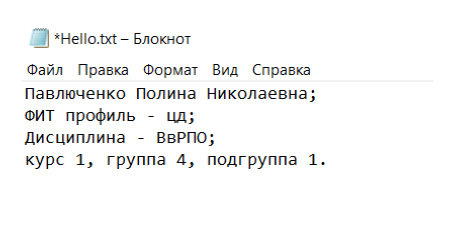 *Hello.txt – Блокнот
Файл Правка Формат Вид Справка
Павлюченко Полина Николаевна;
ФИТ профиль - цд;
Дисциплина - ВвРПО;
курс 1, группа 4, подгруппа 1.